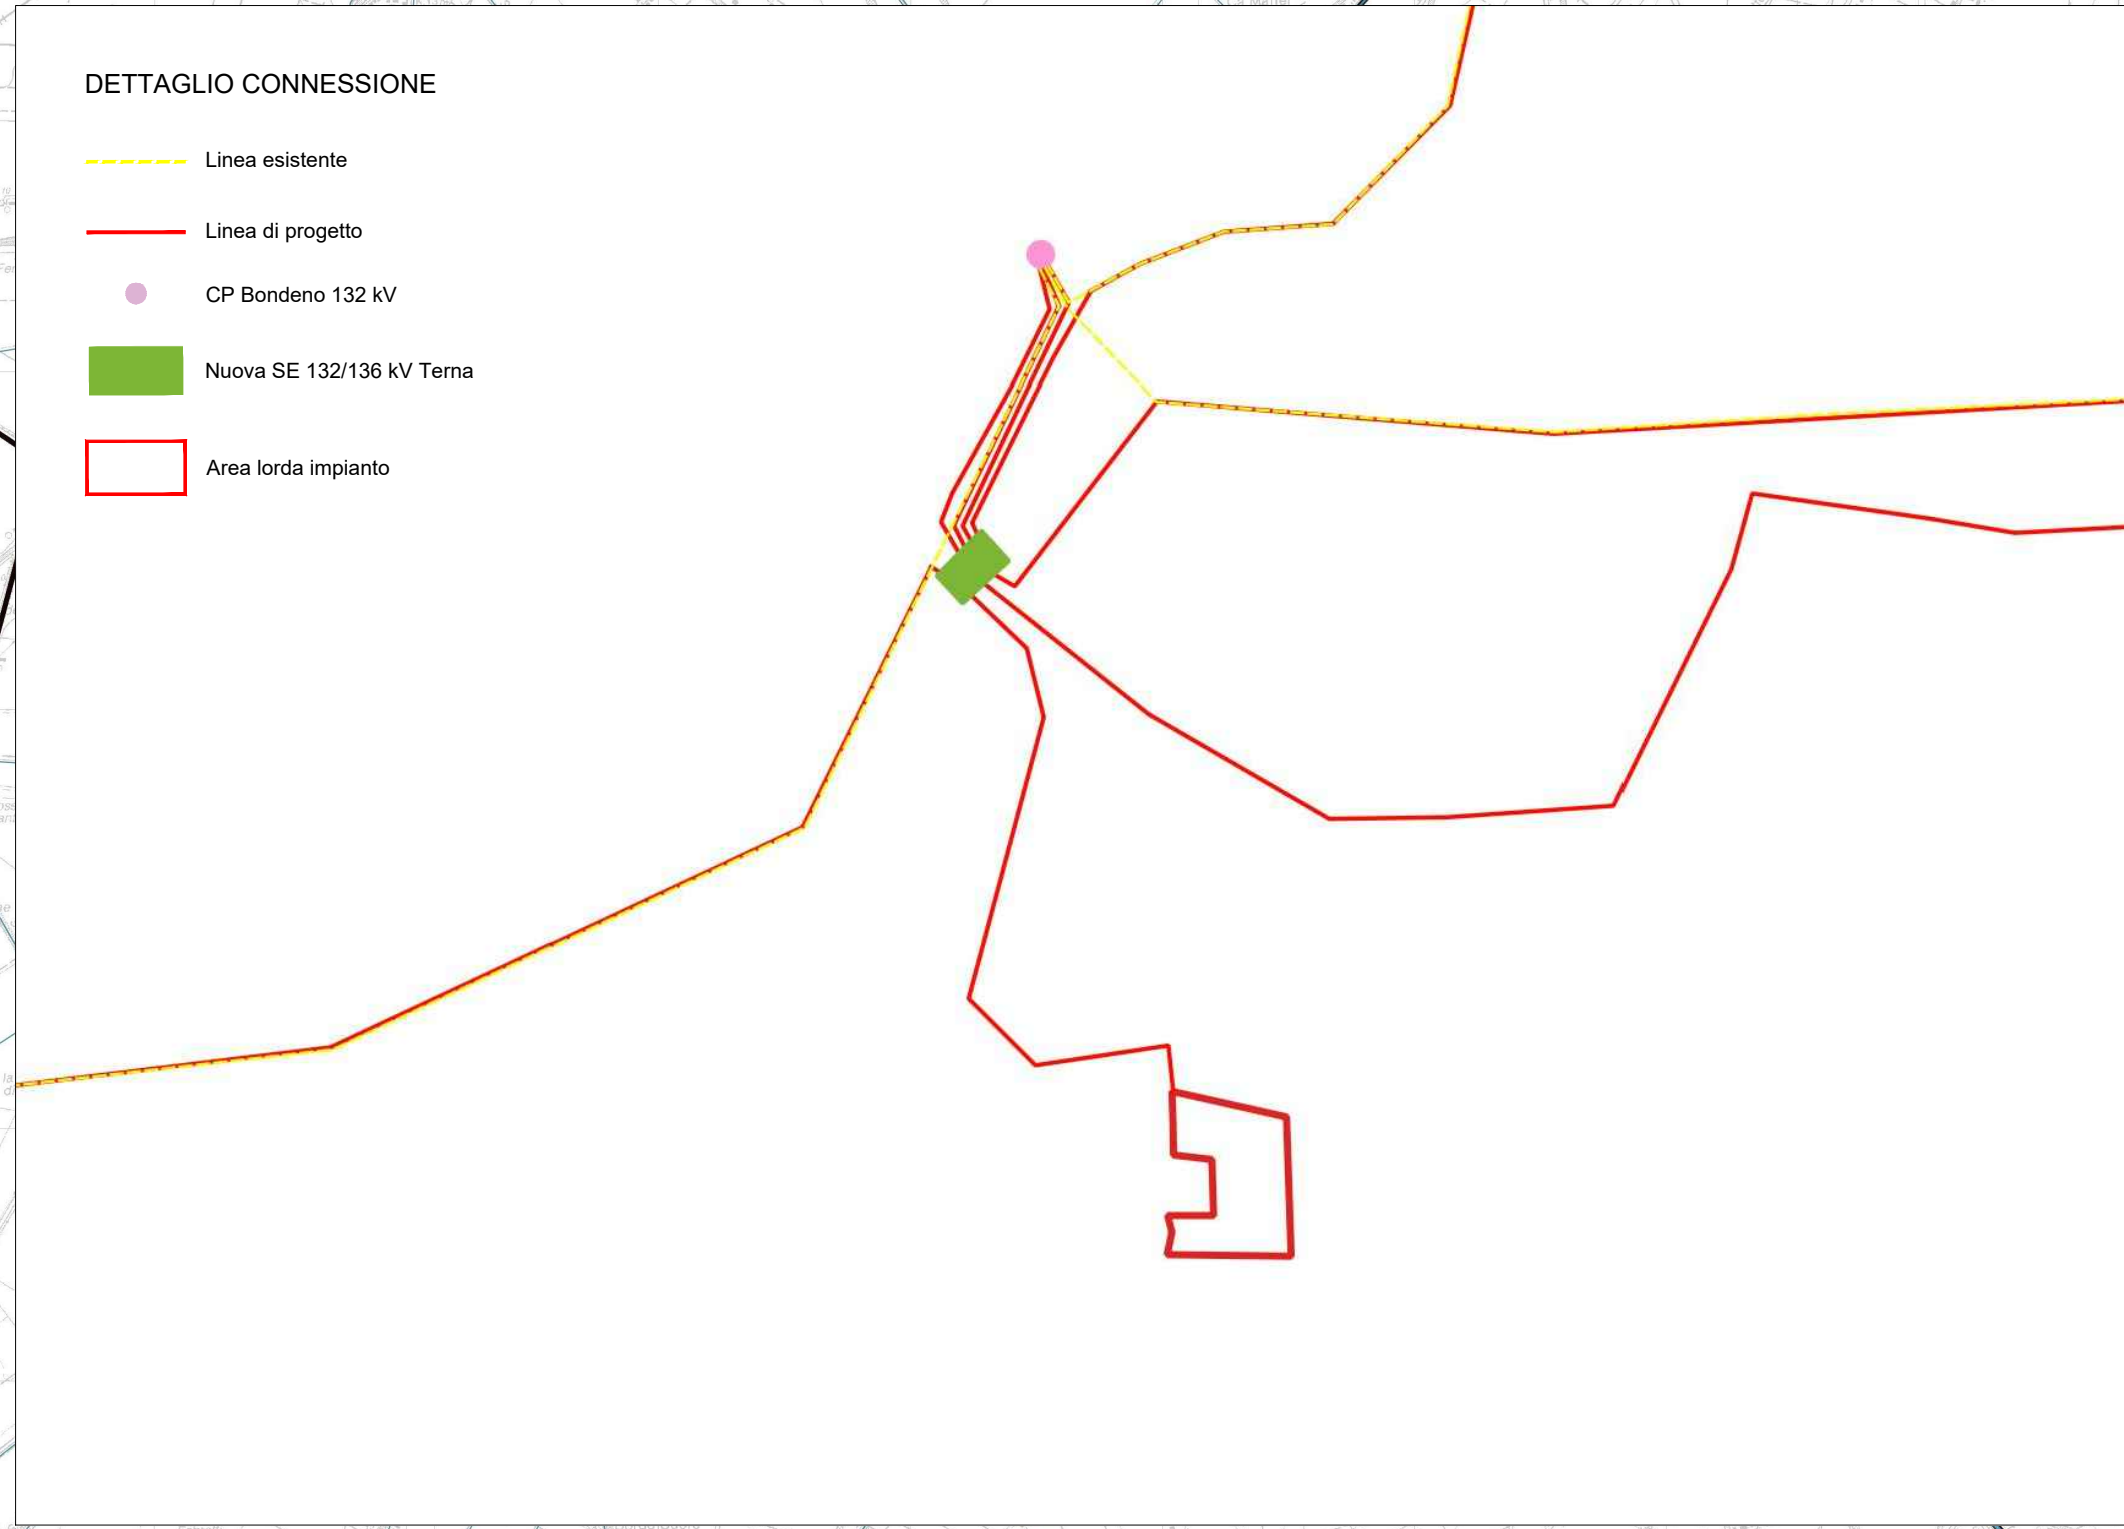 DETTAGLIO CONNESSIONE
Linea esistente
Linea di progetto
CP Bondeno 132 kV
Nuova SE 132/136 kV Terna
Area lorda impianto